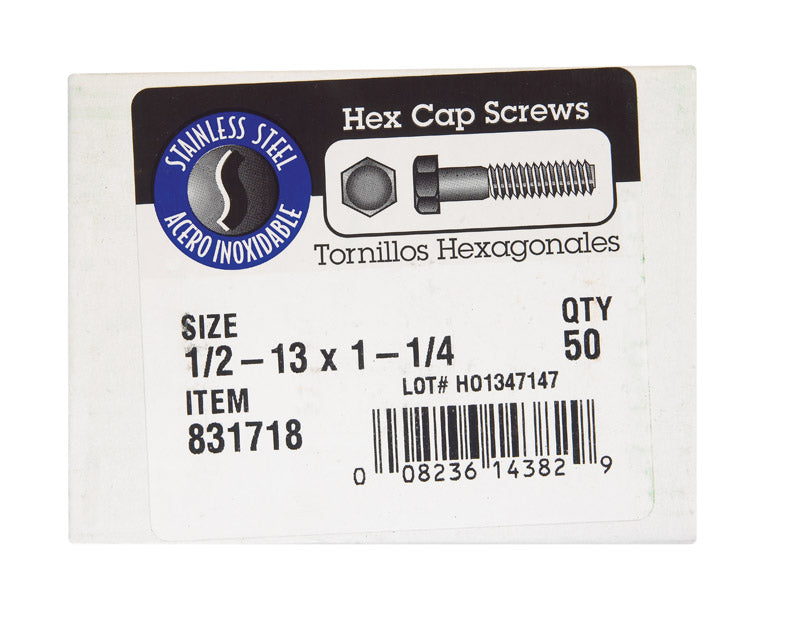 STAINLESS STEEL
ACERO INOXIDABLE
Hex Cap Screws
Tornillos Hexagonales
SIZE
1/2–13 x 1–1/4
QTY
50
ITEM
831718
LOT# HO1347147
0 08236 14382 9